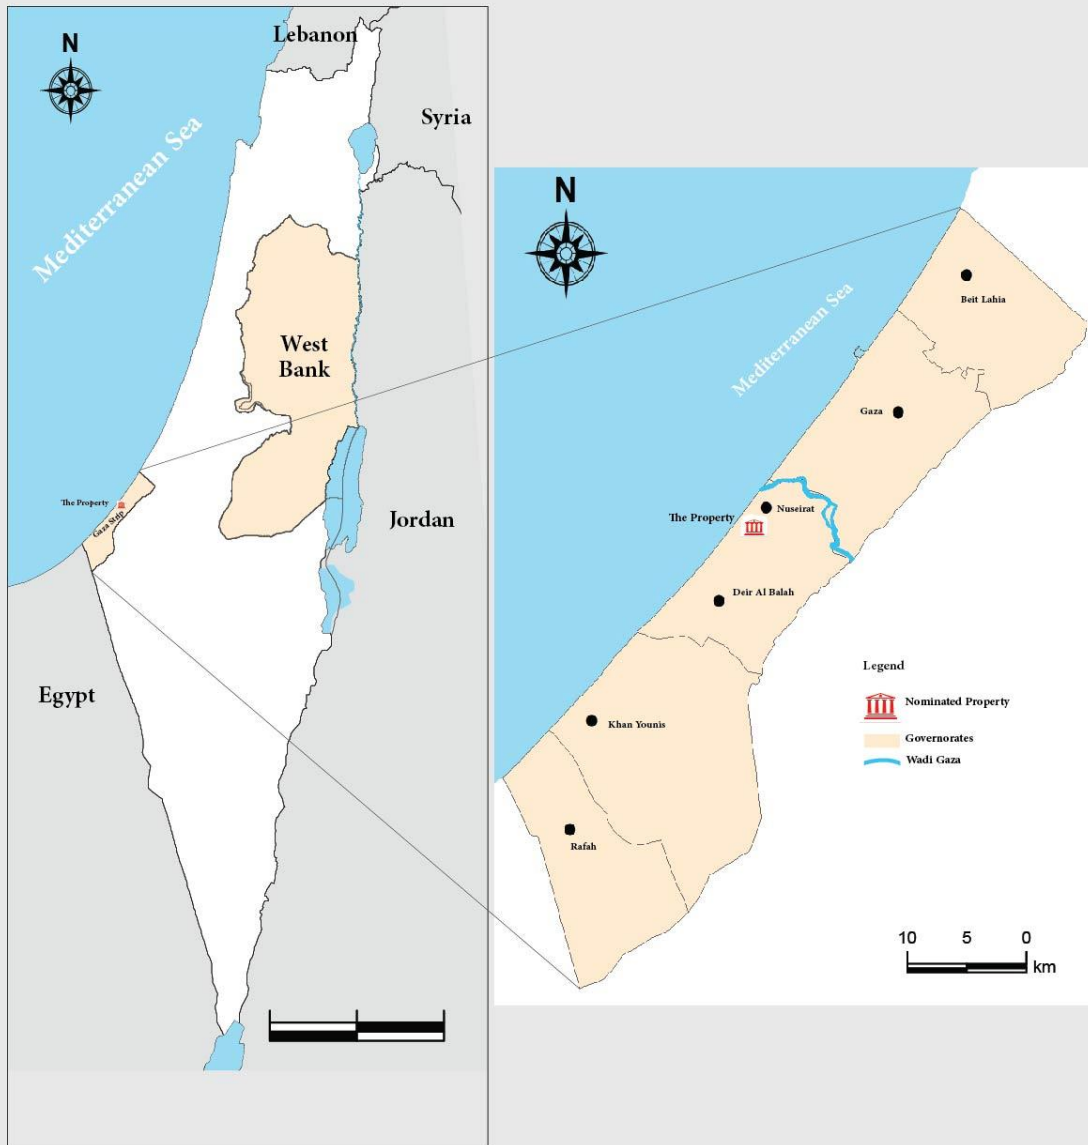 Lebanon
N
Syria
Mediterranean Sea
West
Bank
The Property
Gaza Strip
Jordan
Egypt
N
Mediterranean Sea
Beit Lahia
Gaza
The Property
Nuseirat
Deir Al Balah
Khan Younis
Rafah
Legend
Nominated Property
Governorates
Wadi Gaza
10 5 0
km